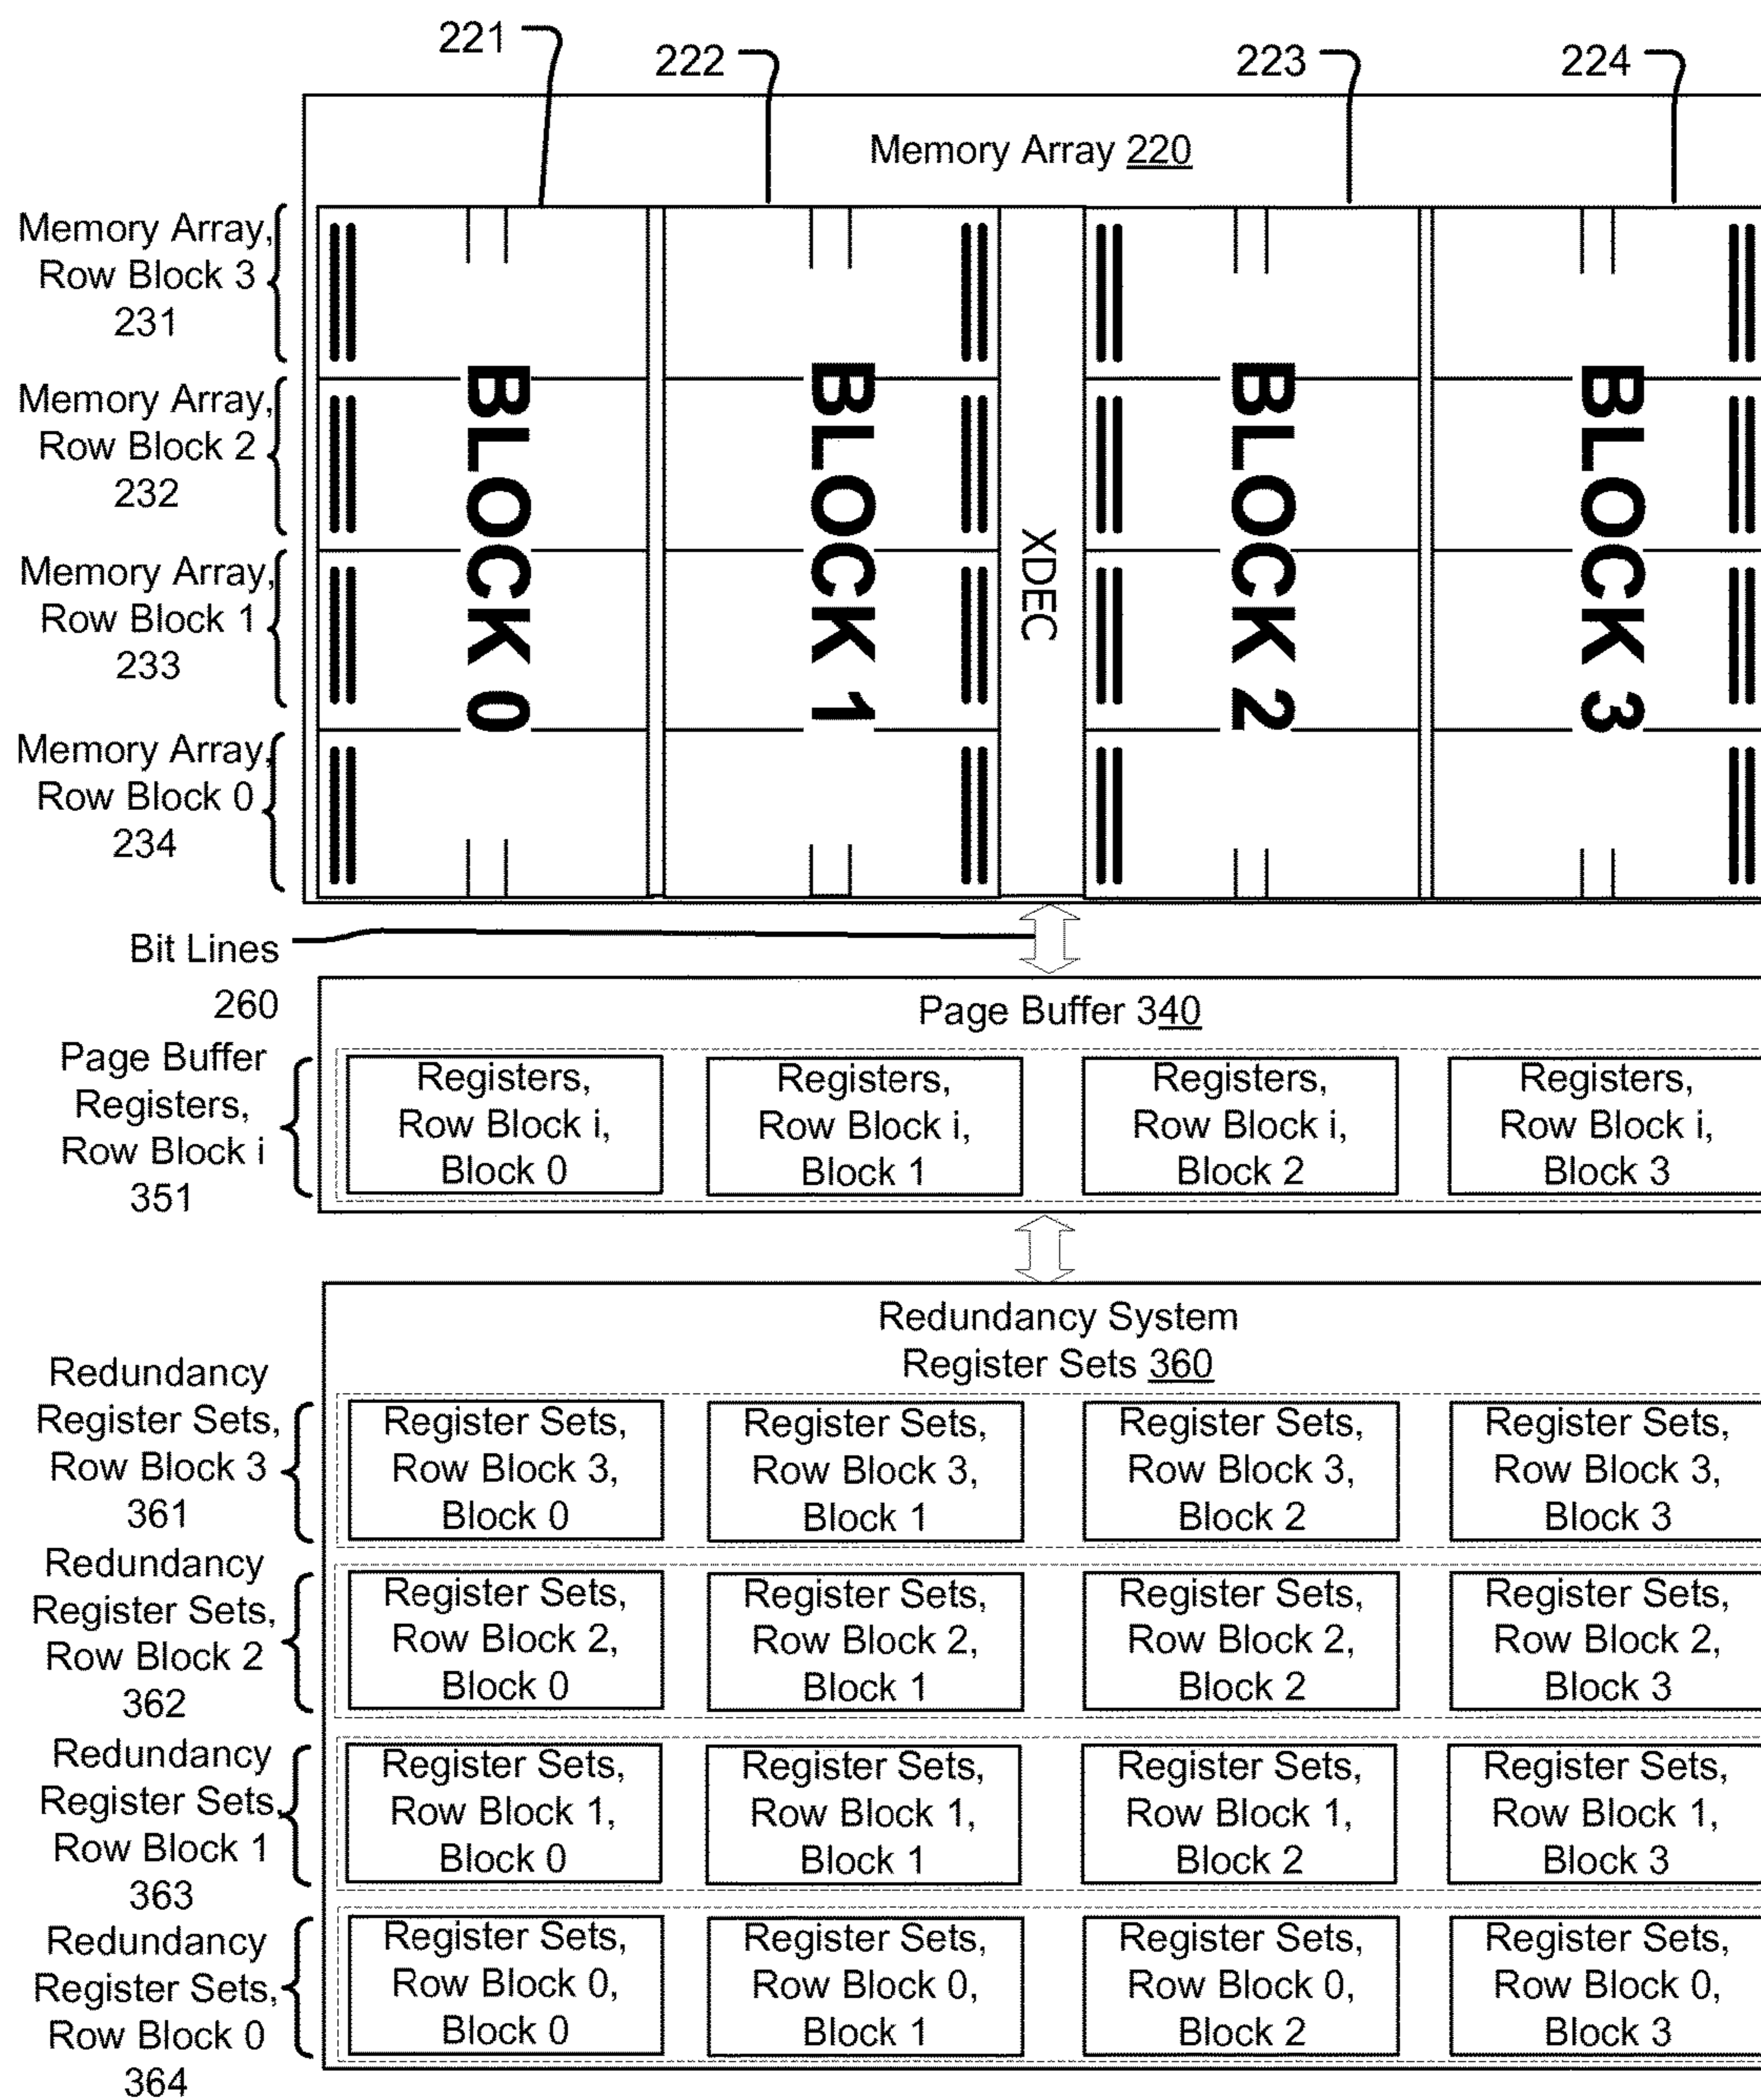 221
222
223
224
Memory Array 220
Memory Array,
Row Block 3
231
Memory Array,
Row Block 2
232
Memory Array,
Row Block 1
233
Memory Array,
Row Block 0
234
BLOCK 0
BLOCK 1
XDEC
BLOCK 2
BLOCK 3
Bit Lines
260
Page Buffer 340
Page Buffer
Registers,
Row Block i
351
Registers,
Row Block i,
Block 0
Registers,
Row Block i,
Block 1
Registers,
Row Block i,
Block 2
Registers,
Row Block i,
Block 3
Redundancy System
Register Sets 360
Redundancy
Register Sets,
Row Block 3
361
Register Sets,
Row Block 3,
Block 0
Register Sets,
Row Block 3,
Block 1
Register Sets,
Row Block 3,
Block 2
Register Sets,
Row Block 3,
Block 3
Redundancy
Register Sets,
Row Block 2
362
Register Sets,
Row Block 2,
Block 0
Register Sets,
Row Block 2,
Block 1
Register Sets,
Row Block 2,
Block 2
Register Sets,
Row Block 2,
Block 3
Redundancy
Register Sets,
Row Block 1
363
Register Sets,
Row Block 1,
Block 0
Register Sets,
Row Block 1,
Block 1
Register Sets,
Row Block 1,
Block 2
Register Sets,
Row Block 1,
Block 3
Redundancy
Register Sets,
Row Block 0
364
Register Sets,
Row Block 0,
Block 0
Register Sets,
Row Block 0,
Block 1
Register Sets,
Row Block 0,
Block 2
Register Sets,
Row Block 0,
Block 3